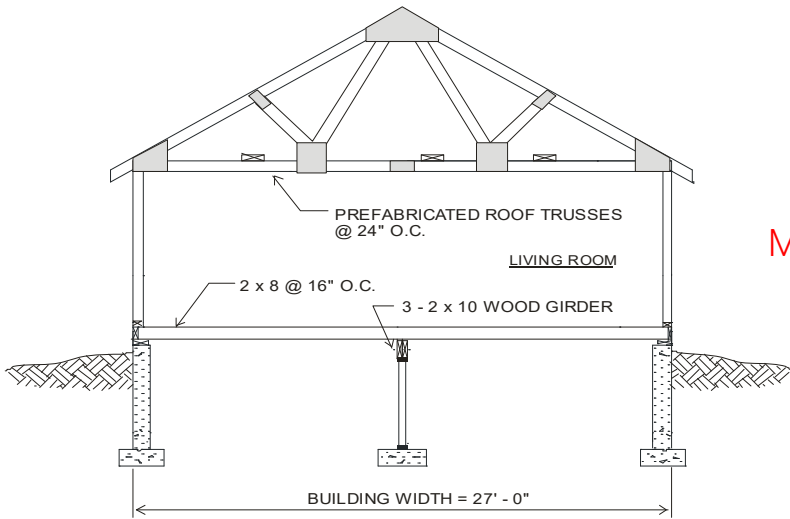 PREFABRICATED ROOF TRUSSES
@ 24" O.C.
LIVING ROOM
2 x 8 @ 16" O.C.
3 - 2 x 10 WOOD GIRDER
M
BUILDING WIDTH = 27' - 0"